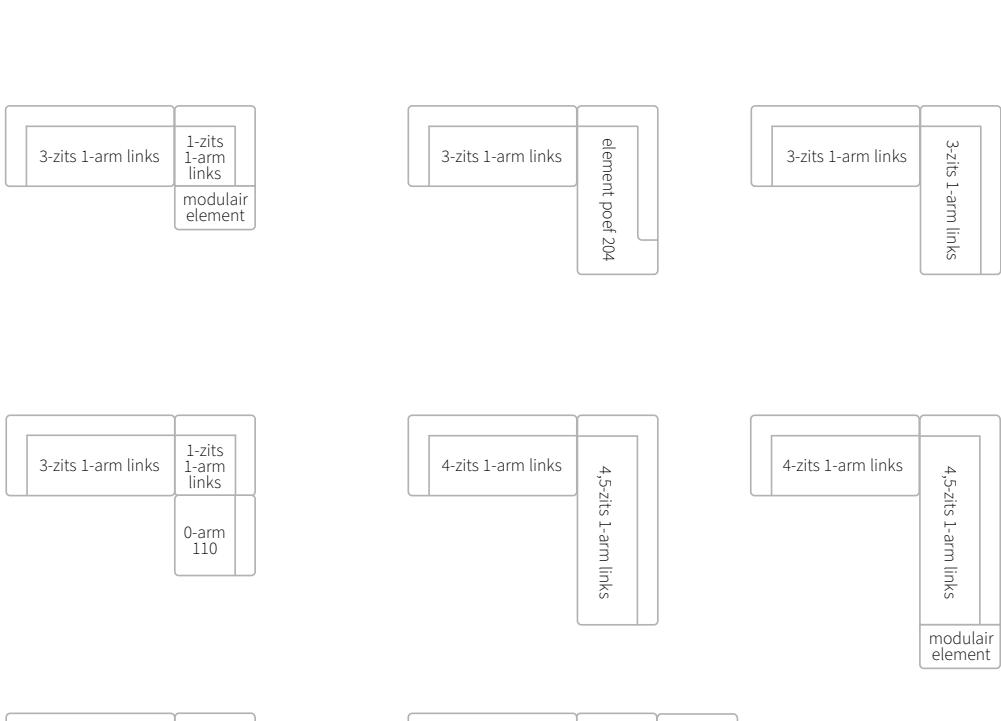 3-zits 1-arm links
1-zits
1-arm
links
modulair
element
3-zits 1-arm links
element poef 204
3-zits 1-arm links
3-zits 1-arm links
3-zits 1-arm links
1-zits
1-arm
links
0-arm
110
4-zits 1-arm links
4,5-zits 1-arm links
4-zits 1-arm links
4,5-zits 1-arm links
modulair
element